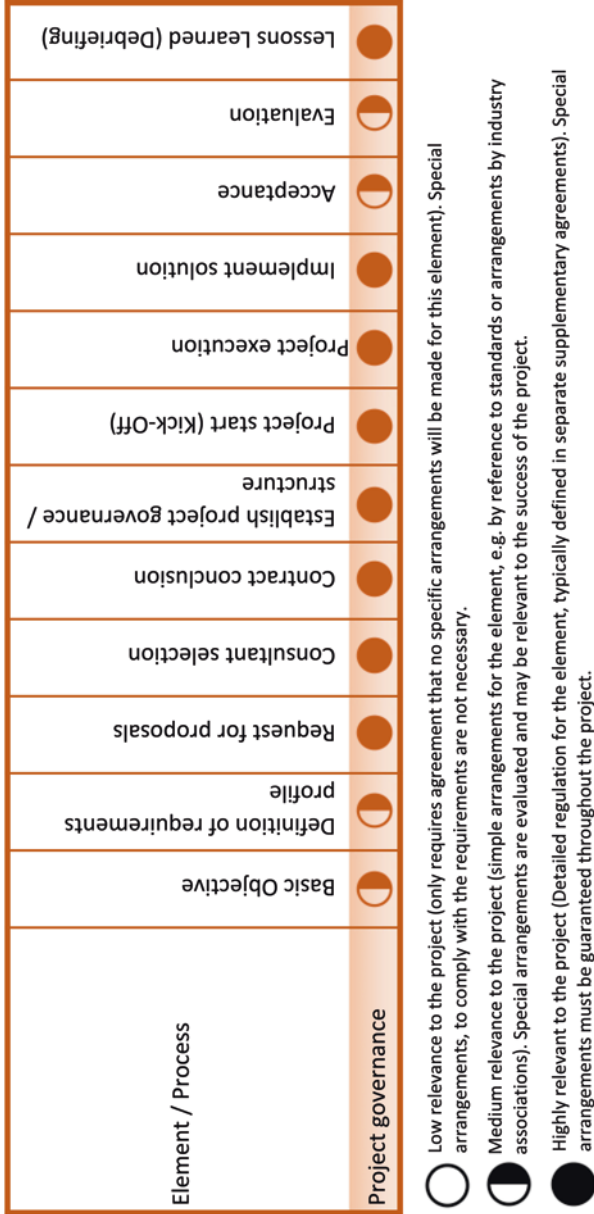 Element / Process
Basic Objective
Definition of requirements
profile
Request for proposals
Consultant selection
Contract conclusion
Establish project governance /
structure
Project start (Kick-Off)
Project execution
Implement solution
Acceptance
Evaluation
Lessons Learned (Debriefing)
Project governance
Low relevance to the project (only requires agreement that no specific arrangements will be made for this element). Special
arrangements, to comply with the requirements are not necessary.
Medium relevance to the project (simple arrangements for the element, e.g. by reference to standards or arrangements by industry
associations). Special arrangements are evaluated and may be relevant to the success of the project.
Highly relevant to the project (Detailed regulation for the element, typically defined in separate supplementary agreements). Special
arrangements must be guaranteed throughout the project.